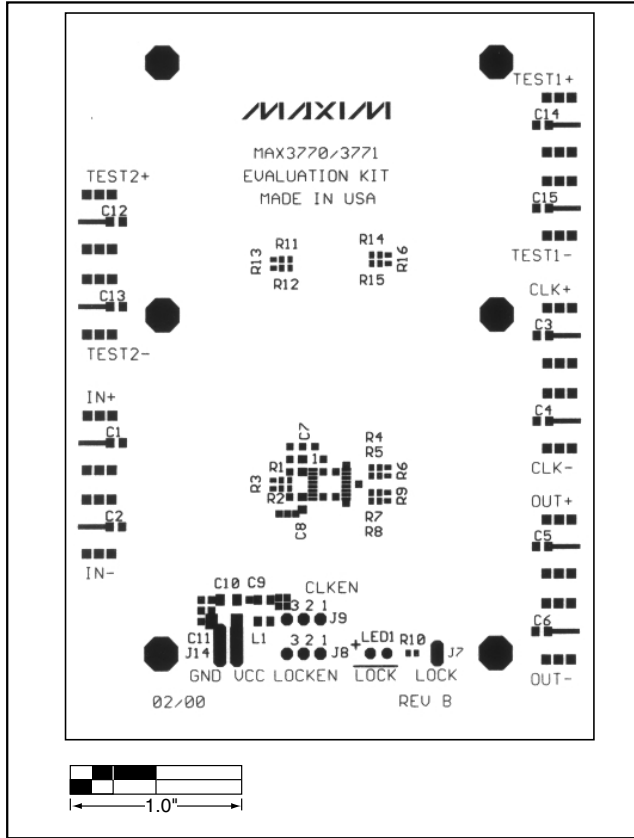 MAXIM
MAX3770/3771
EVALUATION KIT
MADE IN USA
TEST1+
C14
C15
TEST1-
TEST2+
C12
C13
TEST2-
R13
R11
R12
R14
R15
R16
CLK+
C3
C4
CLK-
IN+
C1
C2
IN-
C7
1
R1
R2
R3
C8
R4
R5
R6
R9
R7
R8
OUT+
C5
C6
OUT-
C10 C9
CLKEN
3 2 1
J9
C11
L1
3 2 1
J8
J14
+
LED1
R10
J7
GND VCC LOCKEN LOCK LOCK
02/00
REV B
1.0"